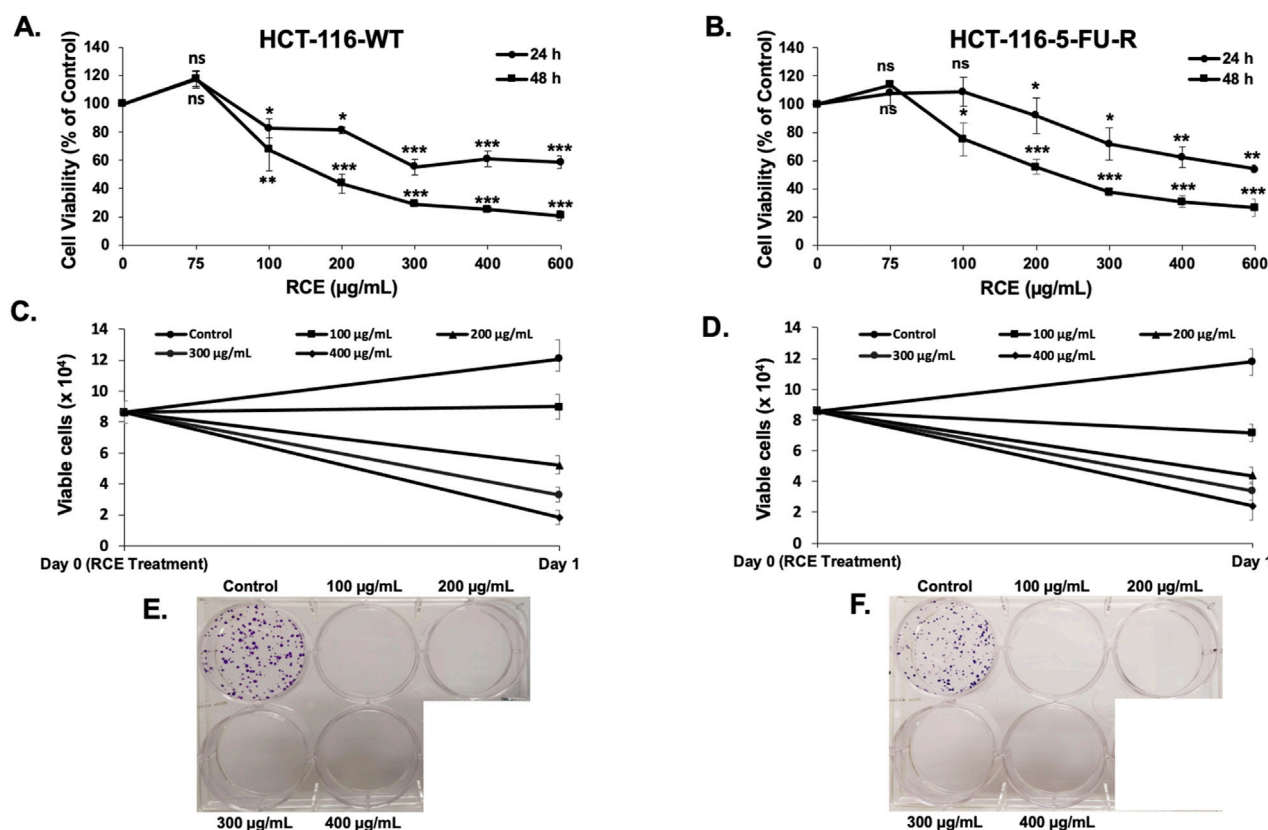 A.
HCT-116-WT
24 h
48 h
Cell Viability (% of Control)
140
120
100
80
60
40
20
0
ns
ns
*
**
*
***
***
***
***
***
***
***
0 75 100 200 300 400 600
RCE (µg/mL)
B.
HCT-116-5-FU-R
24 h
48 h
Cell Viability (% of Control)
140
120
100
80
60
40
20
0
ns
ns
ns
*
*
***
*
***
**
***
**
***
0 75 100 200 300 400 600
RCE (µg/mL)
C.
Control 100 µg/mL 200 µg/mL
300 µg/mL 400 µg/mL
Viable cells (x 10⁴)
14
12
10
8
6
4
2
0
Day 0 (RCE Treatment) Day 1
D.
Control 100 µg/mL 200 µg/mL
300 µg/mL 400 µg/mL
Viable cells (x 10⁴)
14
12
10
8
6
4
2
0
Day 0 (RCE Treatment) Day 1
E.
Control 100 µg/mL 200 µg/mL
300 µg/mL 400 µg/mL
F.
Control 100 µg/mL 200 µg/mL
300 µg/mL 400 µg/mL